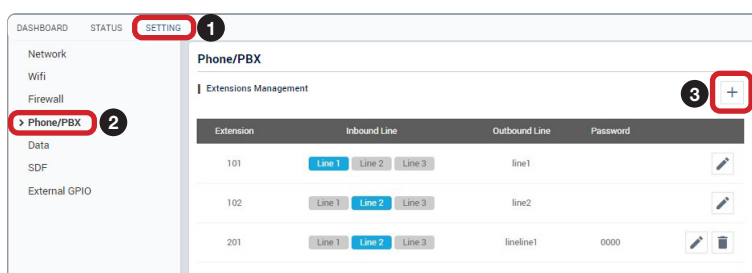 DASHBOARD STATUS SETTING 1
Network
Wifi
Firewall
> Phone/PBX 2
Data
SDF
External GPIO
Phone/PBX
Extensions Management 3 +
Extension Inbound Line Outbound Line Password
101 Line 1 Line 2 Line 3 line1
102 Line 1 Line 2 Line 3 line2
201 Line 1 Line 2 Line 3 lineline1 0000